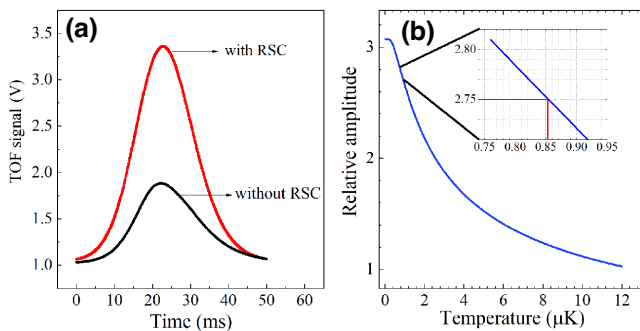 (a)
with RSC
without RSC
TOF signal (V)
3.5
3.0
2.5
2.0
1.5
1.0
0 10 20 30 40 50 60
Time (ms)
(b)
Relative amplitude
3
2
1
0 2 4 6 8 10 12
Temperature (μK)
2.80
2.75
0.75 0.80 0.85 0.90 0.95